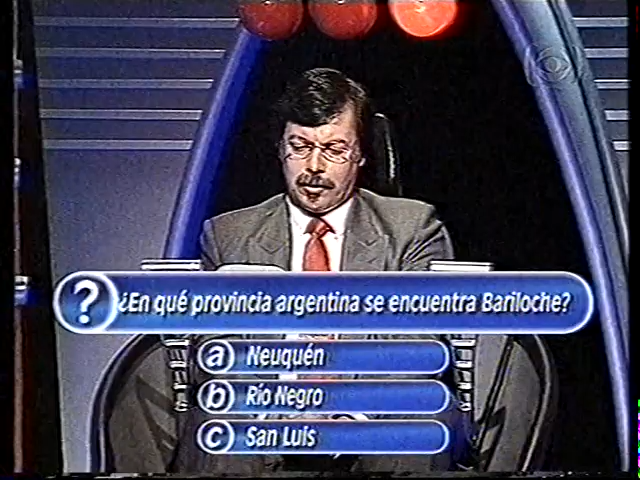 ? ¿En qué provincia argentina se encuentra Bariloche?
a Neuquén
b Río Negro
c San Luis